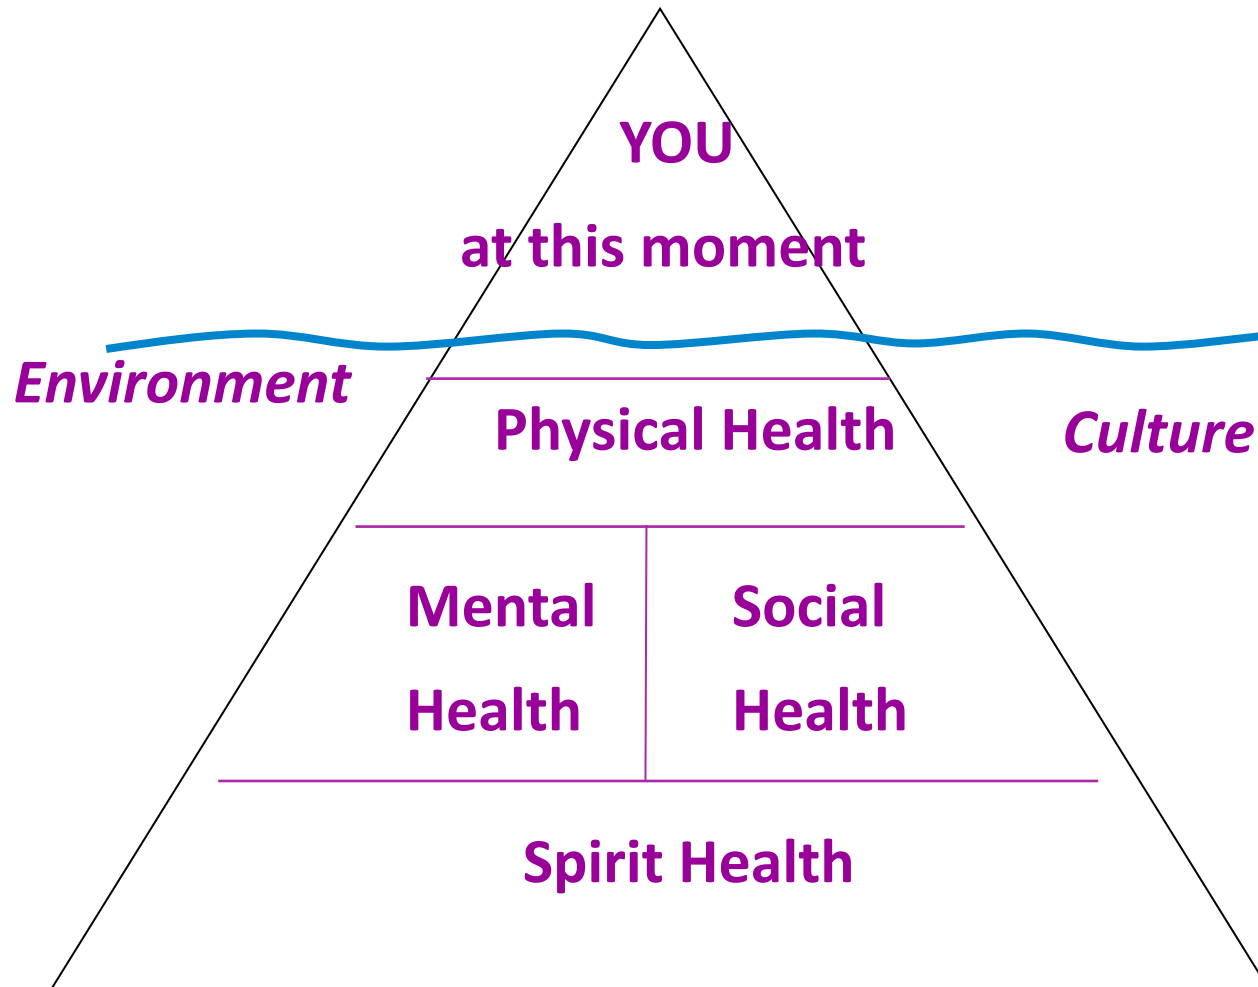 YOU
at this moment
Environment
Physical Health
Culture
Mental
Health
Social
Health
Spirit Health